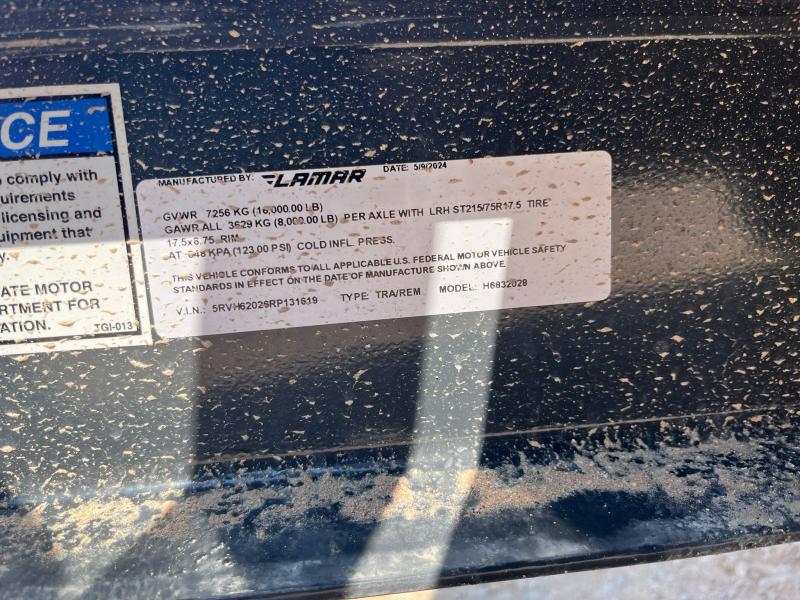 CE
comply with
uirements
licensing and
uipment that
y.
ATE MOTOR
ARTMENT FOR
ATION.
TGI-013
MANUFACTURED BY: LAMAR DATE: 5/9/2024
GVWR 7256 KG (16,000.00 LB)
GAWR ALL 3629 KG (8,000.00 LB) PER AXLE WITH LRH ST215/75R17.5 TIRE
17.5x6.75 RIM
AT 848 KPA (123.00 PSI) COLD INFL. PRESS.
THIS VEHICLE CONFORMS TO ALL APPLICABLE U.S. FEDERAL MOTOR VEHICLE SAFETY
STANDARDS IN EFFECT ON THE DATE OF MANUFACTURE SHOWN ABOVE.
V.I.N.: 5RVH62026RP131619 TYPE: TRA/REM MODEL: H6832028